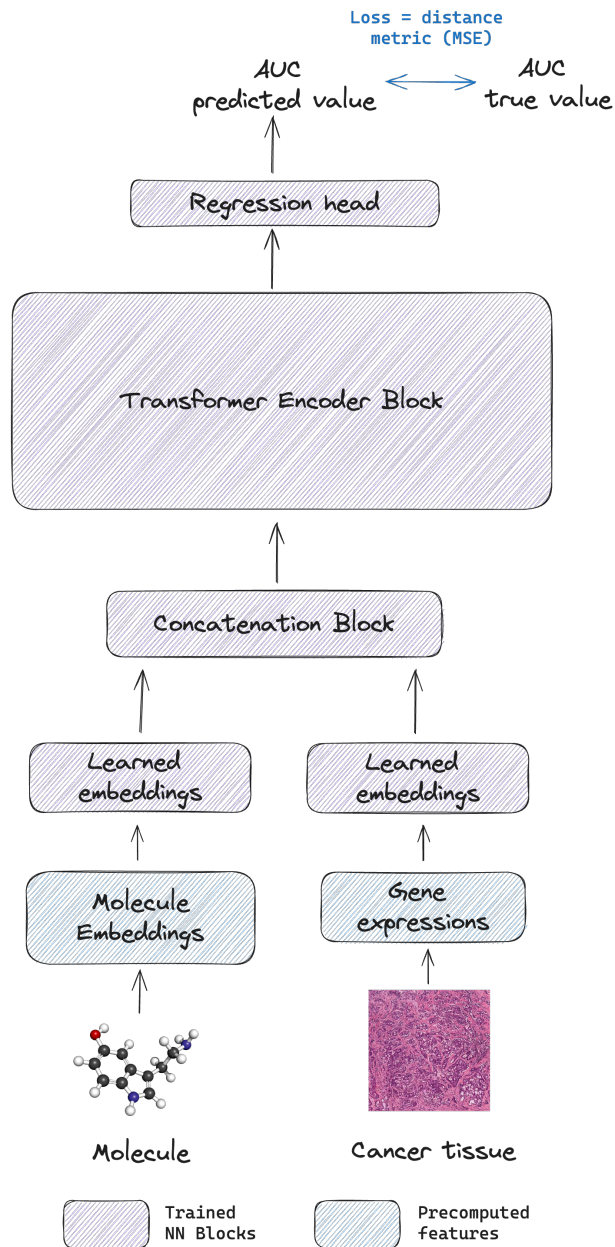 Loss = distance
metric (MSE)
AUC
predicted value
AUC
true value
Regression head
Transformer Encoder Block
Concatenation Block
Learned
embeddings
Learned
embeddings
Molecule
Embeddings
Gene
expressions
Molecule
Cancer tissue
Trained
NN Blocks
Precomputed
features